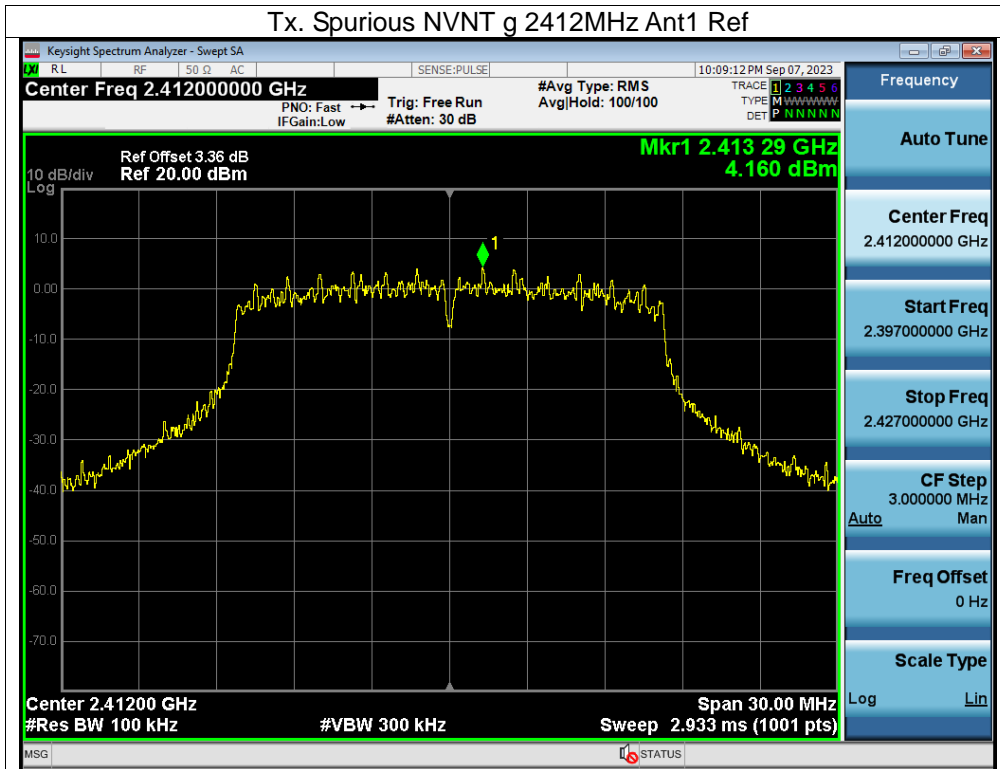 Tx. Spurious NVNT g 2412MHz Ant1 Ref
Keysight Spectrum Analyzer - Swept SA
LXI RL RF 50 Ω AC SENSE:PULSE 10:09:12 PM Sep 07, 2023
Center Freq 2.412000000 GHz
PNO: Fast
IFGain:Low
Trig: Free Run
#Atten: 30 dB
#Avg Type: RMS
Avg|Hold: 100/100
TRACE 1 2 3 4 5 6
TYPE M WWWWW
DET P N N N N N
Frequency
Mkr1 2.413 29 GHz
4.160 dBm
Ref Offset 3.36 dB
10 dB/div Ref 20.00 dBm
Log
1
10.0
0.00
-10.0
-20.0
-30.0
-40.0
-50.0
-60.0
-70.0
Center 2.41200 GHz Span 30.00 MHz
#Res BW 100 kHz #VBW 300 kHz Sweep 2.933 ms (1001 pts)
Auto Tune
Center Freq
2.412000000 GHz
Start Freq
2.397000000 GHz
Stop Freq
2.427000000 GHz
CF Step
3.000000 MHz
Auto Man
Freq Offset
0 Hz
Scale Type
Log Lin
MSG STATUS